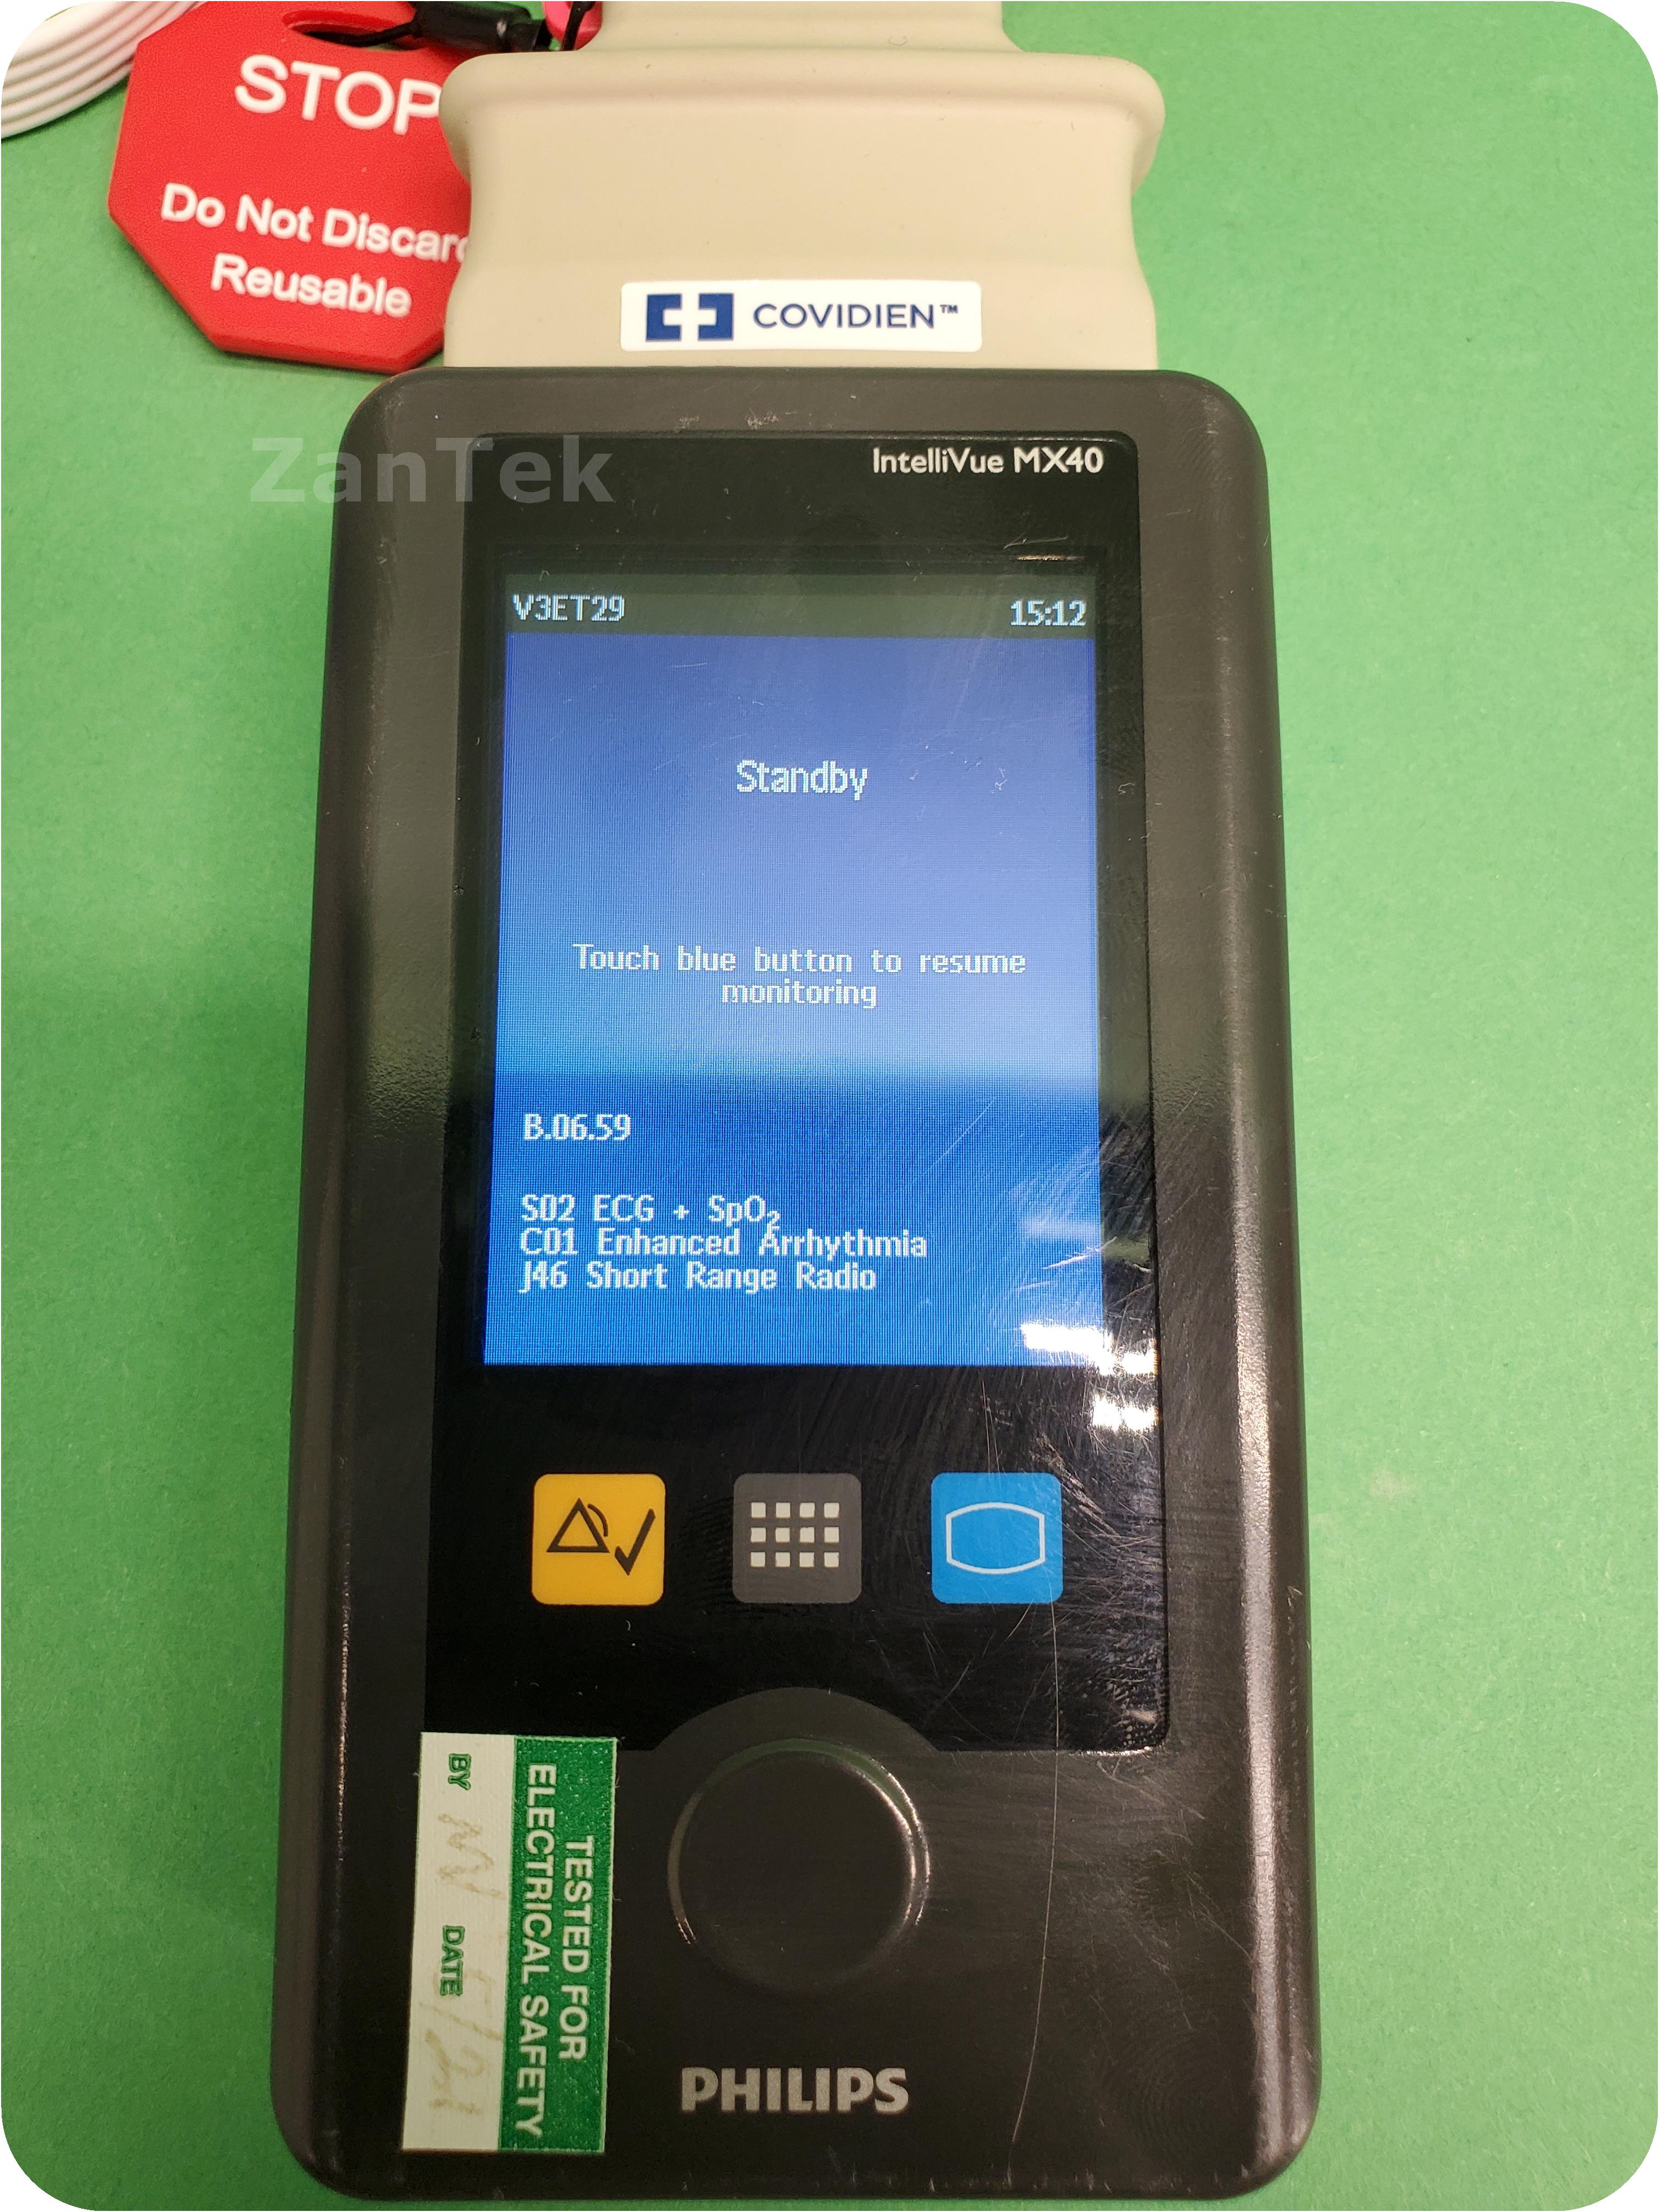 STOP
Do Not Discard
Reusable
COVIDIEN™
ZanTek
IntelliVue MX40
V3ET29 15:12
Standby
Touch blue button to resume
monitoring
B.06.59
S02 ECG + SpO₂
C01 Enhanced Arrhythmia
J46 Short Range Radio
TESTED FOR
ELECTRICAL SAFETY
BY DATE
PHILIPS